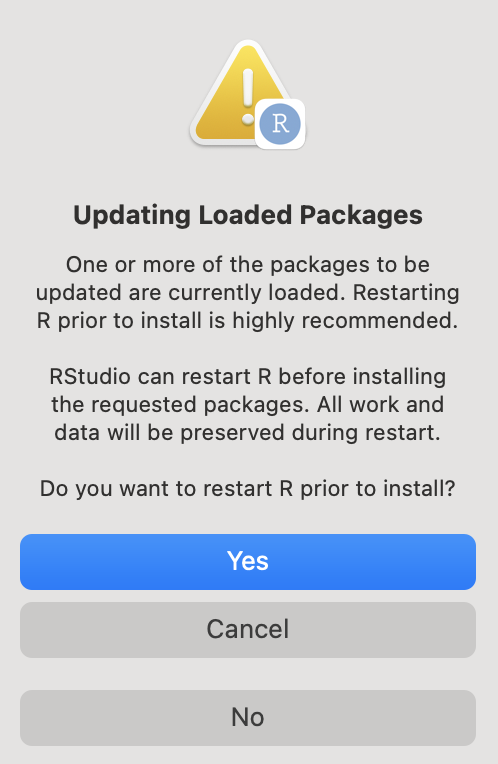 R
Updating Loaded Packages
One or more of the packages to be
updated are currently loaded. Restarting
R prior to install is highly recommended.
RStudio can restart R before installing
the requested packages. All work and
data will be preserved during restart.
Do you want to restart R prior to install?
Yes
Cancel
No